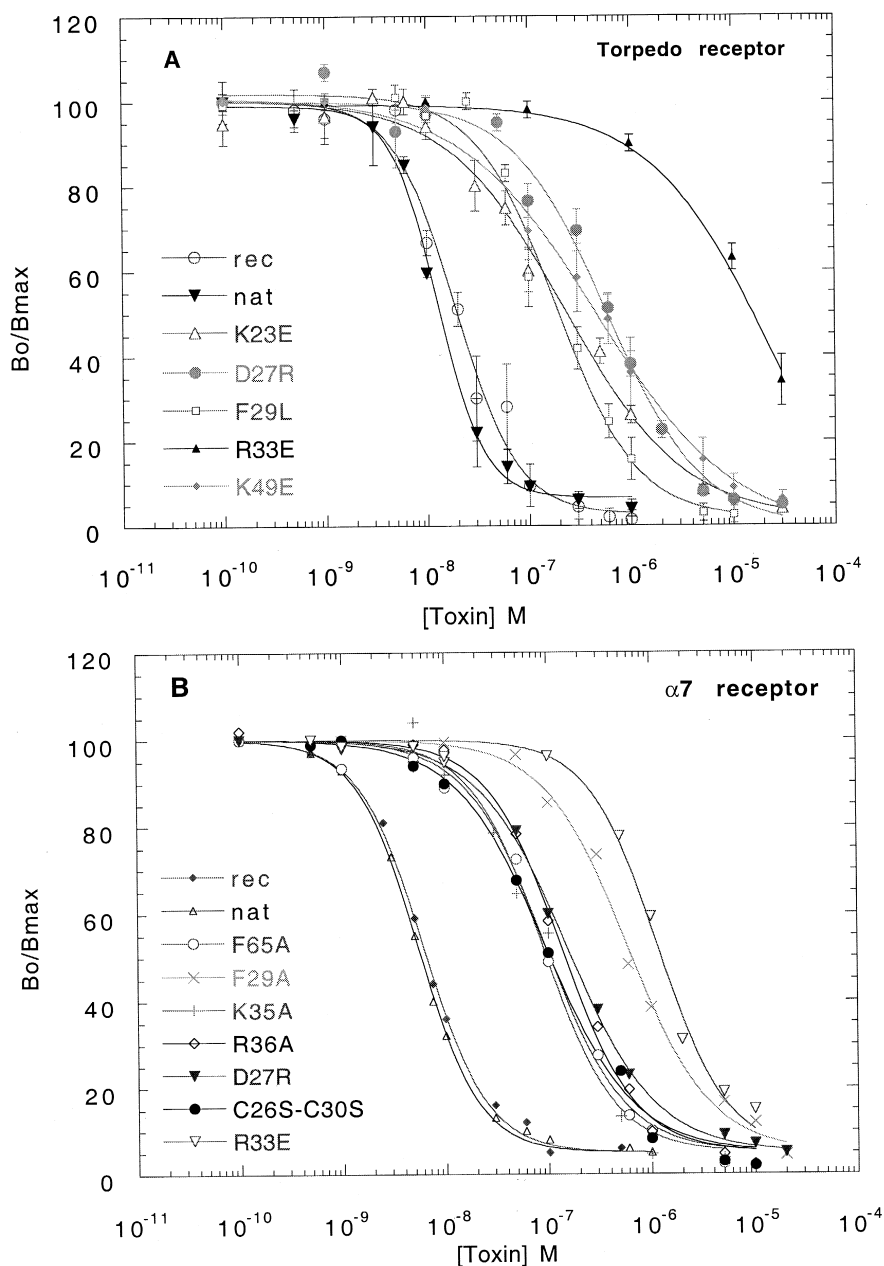 A
Torpedo receptor
120
100
80
60
40
20
0
Bo/Bmax
rec
nat
K23E
D27R
F29L
R33E
K49E
10-11 10-10 10-9 10-8 10-7 10-6 10-5 10-4
[Toxin] M
B
α7 receptor
120
100
80
60
40
20
0
Bo/Bmax
rec
nat
F65A
F29A
K35A
R36A
D27R
C26S-C30S
R33E
10-11 10-10 10-9 10-8 10-7 10-6 10-5 10-4
[Toxin] M